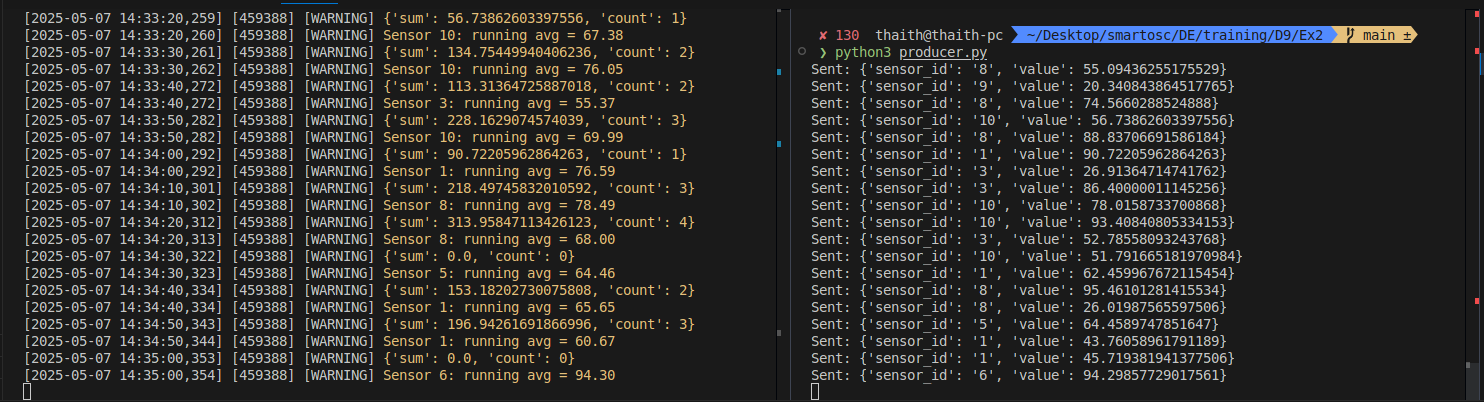 [2025-05-07 14:33:20,259] [459388] [WARNING] {'sum': 56.73862603397556, 'count': 1}
[2025-05-07 14:33:20,260] [459388] [WARNING] Sensor 10: running avg = 67.38
[2025-05-07 14:33:30,261] [459388] [WARNING] {'sum': 134.75449940406236, 'count': 2}
[2025-05-07 14:33:30,262] [459388] [WARNING] Sensor 10: running avg = 76.05
[2025-05-07 14:33:40,272] [459388] [WARNING] {'sum': 113.31364725887018, 'count': 2}
[2025-05-07 14:33:40,272] [459388] [WARNING] Sensor 3: running avg = 55.37
[2025-05-07 14:33:50,282] [459388] [WARNING] {'sum': 228.1629074574039, 'count': 3}
[2025-05-07 14:33:50,282] [459388] [WARNING] Sensor 10: running avg = 69.99
[2025-05-07 14:34:00,292] [459388] [WARNING] {'sum': 90.72205962864263, 'count': 1}
[2025-05-07 14:34:00,292] [459388] [WARNING] Sensor 1: running avg = 76.59
[2025-05-07 14:34:10,301] [459388] [WARNING] {'sum': 218.49745832010592, 'count': 3}
[2025-05-07 14:34:10,302] [459388] [WARNING] Sensor 8: running avg = 78.49
[2025-05-07 14:34:20,312] [459388] [WARNING] {'sum': 313.95847113426123, 'count': 4}
[2025-05-07 14:34:20,313] [459388] [WARNING] Sensor 8: running avg = 68.00
[2025-05-07 14:34:30,322] [459388] [WARNING] {'sum': 0.0, 'count': 0}
[2025-05-07 14:34:30,323] [459388] [WARNING] Sensor 5: running avg = 64.46
[2025-05-07 14:34:40,334] [459388] [WARNING] {'sum': 153.18202730075808, 'count': 2}
[2025-05-07 14:34:40,334] [459388] [WARNING] Sensor 1: running avg = 65.65
[2025-05-07 14:34:50,343] [459388] [WARNING] {'sum': 196.94261691866996, 'count': 3}
[2025-05-07 14:34:50,344] [459388] [WARNING] Sensor 1: running avg = 60.67
[2025-05-07 14:35:00,353] [459388] [WARNING] {'sum': 0.0, 'count': 0}
[2025-05-07 14:35:00,354] [459388] [WARNING] Sensor 6: running avg = 94.30
✘ 130 thaith@thaith-pc ~/Desktop/smartosc/DE/training/D9/Ex2 main ±
❯ python3 producer.py
Sent: {'sensor_id': '8', 'value': 55.09436255175529}
Sent: {'sensor_id': '9', 'value': 20.340843864517765}
Sent: {'sensor_id': '8', 'value': 74.5660288524888}
Sent: {'sensor_id': '10', 'value': 56.73862603397556}
Sent: {'sensor_id': '8', 'value': 88.8370669 1586184}
Sent: {'sensor_id': '1', 'value': 90.72205962864263}
Sent: {'sensor_id': '3', 'value': 26.91364714741762}
Sent: {'sensor_id': '3', 'value': 86.40000011145256}
Sent: {'sensor_id': '10', 'value': 78.0158733700868}
Sent: {'sensor_id': '10', 'value': 93.40840805334153}
Sent: {'sensor_id': '3', 'value': 52.78558093243768}
Sent: {'sensor_id': '10', 'value': 51.791665181970984}
Sent: {'sensor_id': '1', 'value': 62.459967672115454}
Sent: {'sensor_id': '8', 'value': 95.46101281415534}
Sent: {'sensor_id': '8', 'value': 26.01987565597506}
Sent: {'sensor_id': '5', 'value': 64.4589747851647}
Sent: {'sensor_id': '1', 'value': 43.76058961791189}
Sent: {'sensor_id': '1', 'value': 45.719381941377506}
Sent: {'sensor_id': '6', 'value': 94.29857729017561}